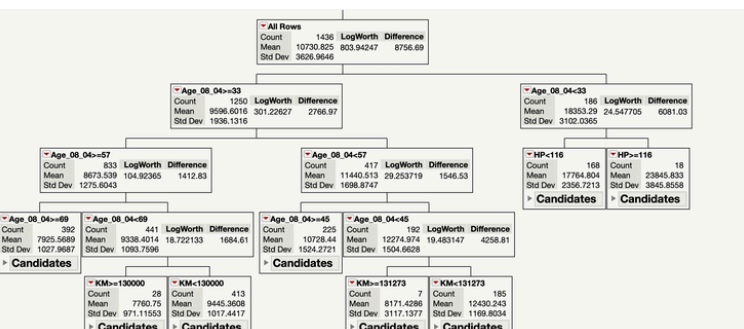 All Rows
Count 1436 LogWorth Difference
Mean 10730.825 803.94247 8756.69
Std Dev 3626.9646
Age_08_04>=33
Count 1250 LogWorth Difference
Mean 9596.6016 301.22627 2766.97
Std Dev 1936.1316
Age_08_04<33
Count 186 LogWorth Difference
Mean 18353.29 24.547705 6081.03
Std Dev 3102.0365
Age_08_04>=57
Count 833 LogWorth Difference
Mean 8673.539 104.92365 1412.83
Std Dev 1275.6043
Age_08_04<57
Count 417 LogWorth Difference
Mean 11440.513 29.253719 1546.53
Std Dev 1698.8747
HP<116
Count 168
Mean 17764.804
Std Dev 2356.7213
Candidates
HP>=116
Count 18
Mean 23845.833
Std Dev 3845.8558
Candidates
Age_08_04>=69
Count 392
Mean 7925.5689
Std Dev 1027.9687
Candidates
Age_08_04<69
Count 441 LogWorth Difference
Mean 9338.4014 18.722133 1684.61
Std Dev 1093.7596
Age_08_04>=45
Count 225
Mean 10728.44
Std Dev 1524.2721
Candidates
Age_08_04<45
Count 192 LogWorth Difference
Mean 12274.974 19.483147 4258.81
Std Dev 1504.6628
KM>=130000
Count 28
Mean 7760.75
Std Dev 971.11553
Candidates
KM<130000
Count 413
Mean 9445.3608
Std Dev 1017.4417
Candidates
KM>=131273
Count 7
Mean 8171.4286
Std Dev 3117.1377
Candidates
KM<131273
Count 185
Mean 12430.243
Std Dev 1169.8034
Candidates